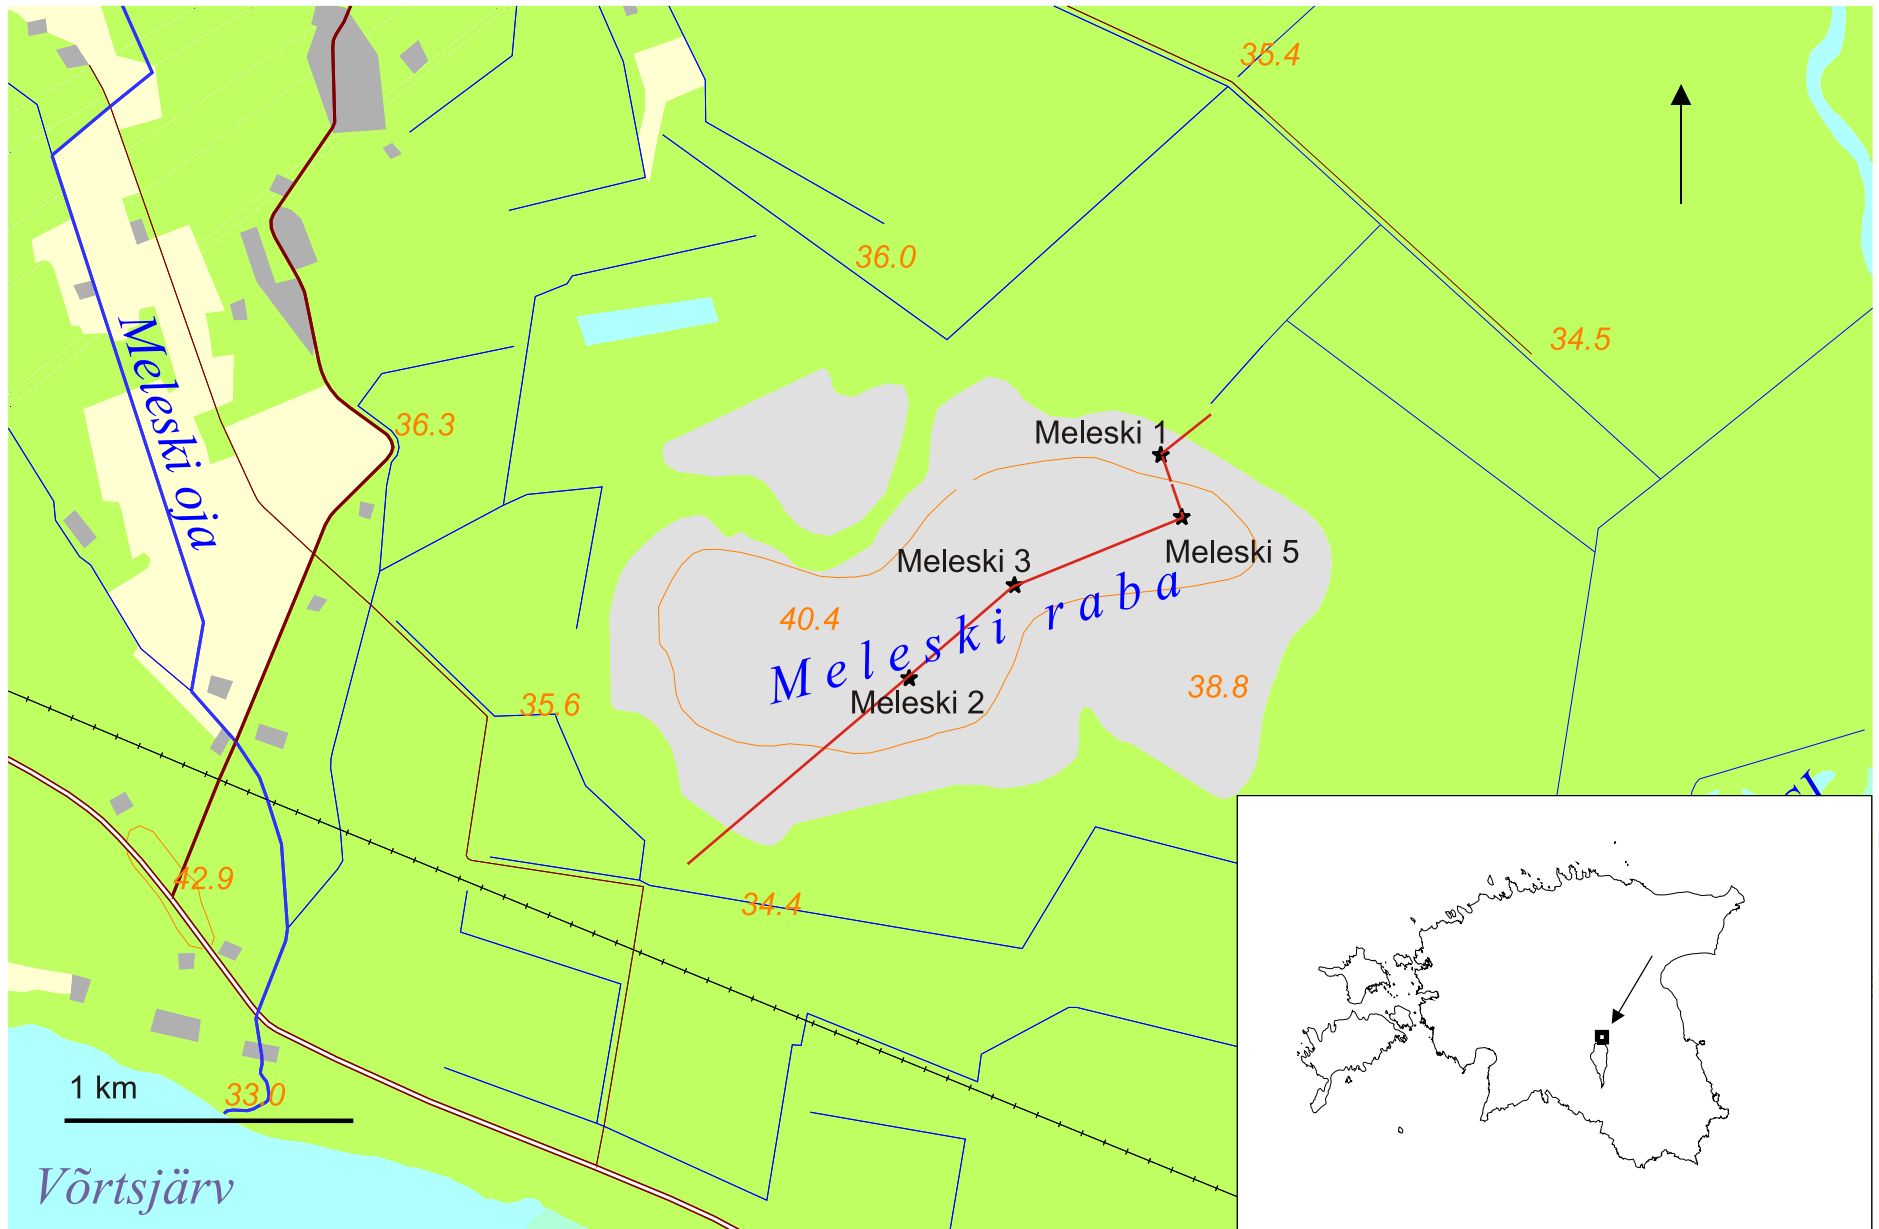 35.4
36.0
34.5
Meleski oja
36.3
Meleski 1
Meleski 5
Meleski 3
40.4
Meleski raba
38.8
Meleski 2
35.6
42.9
34.4
1 km
33.0
Võrtsjärv